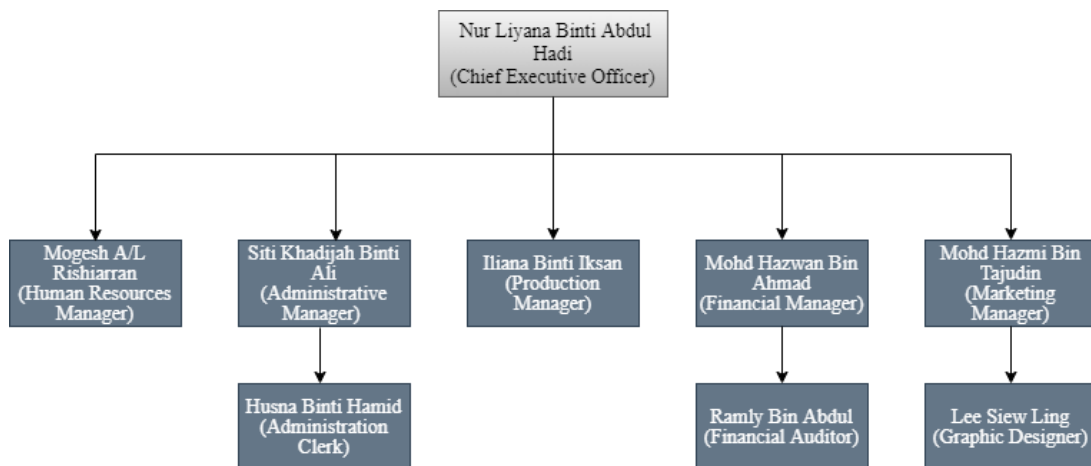 Nur Liyana Binti Abdul
Hadi
(Chief Executive Officer)
Mogesh A/L
Rishiarran
(Human Resources
Manager)
Siti Khadijah Binti
Ali
(Administrative
Manager)
Iliana Binti Iksan
(Production
Manager)
Mohd Hazwan Bin
Ahmad
(Financial Manager)
Mohd Hazmi Bin
Tajudin
(Marketing
Manager)
Husna Binti Hamid
(Administration
Clerk)
Ramly Bin Abdul
(Financial Auditor)
Lee Siew Ling
(Graphic Designer)